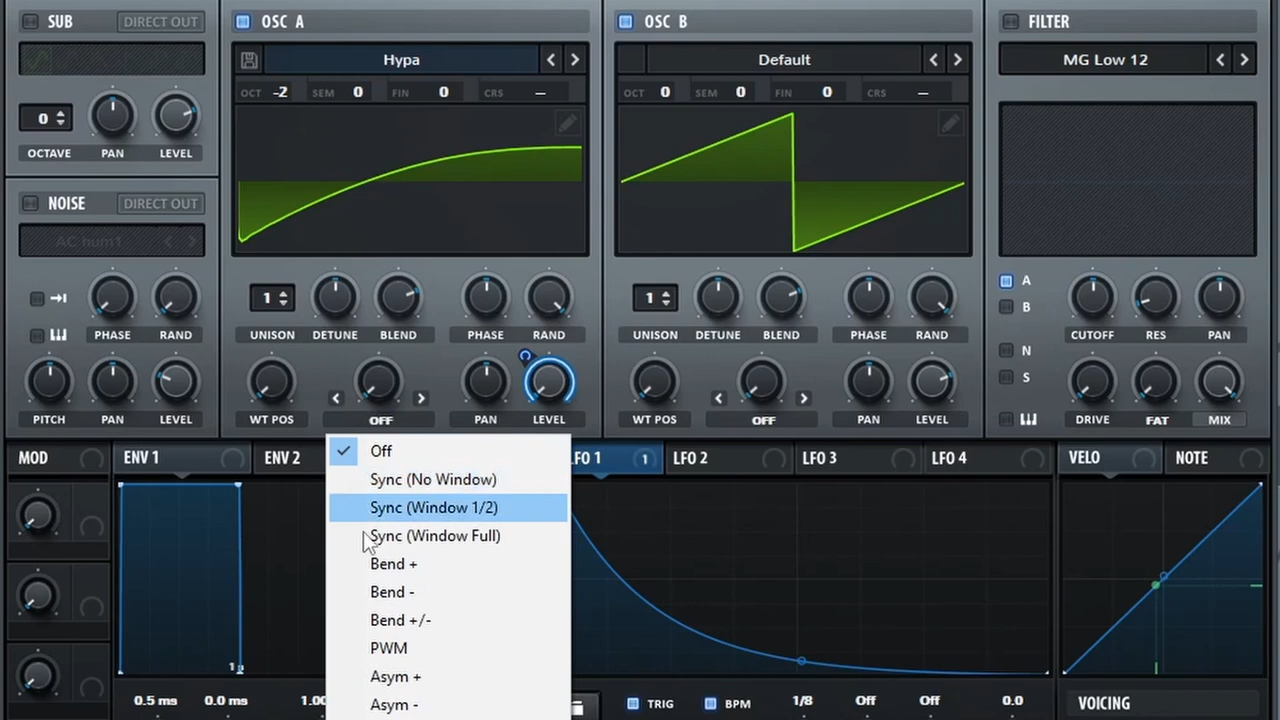 SUB DIRECT OUT
0
OCTAVE PAN LEVEL
NOISE DIRECT OUT
AC hum1
PHASE RAND
PITCH PAN LEVEL
OSC A
Hypa
OCT -2 SEM 0 FIN 0 CRS –
1
UNISON DETUNE BLEND PHASE RAND
WT POS OFF PAN LEVEL
OSC B
Default
OCT 0 SEM 0 FIN 0 CRS –
1
UNISON DETUNE BLEND PHASE RAND
WT POS OFF PAN LEVEL
FILTER
MG Low 12
A
B
N
S
CUTOFF RES PAN
DRIVE FAT MIX
MOD ENV 1 ENV 2 LFO 1 1 LFO 2 LFO 3 LFO 4 VELO NOTE
Off
Sync (No Window)
Sync (Window 1/2)
Sync (Window Full)
Bend +
Bend -
Bend +/-
PWM
Asym +
Asym -
0.5 ms 0.0 ms TRIG BPM 1/8 Off Off 0.0 VOICING